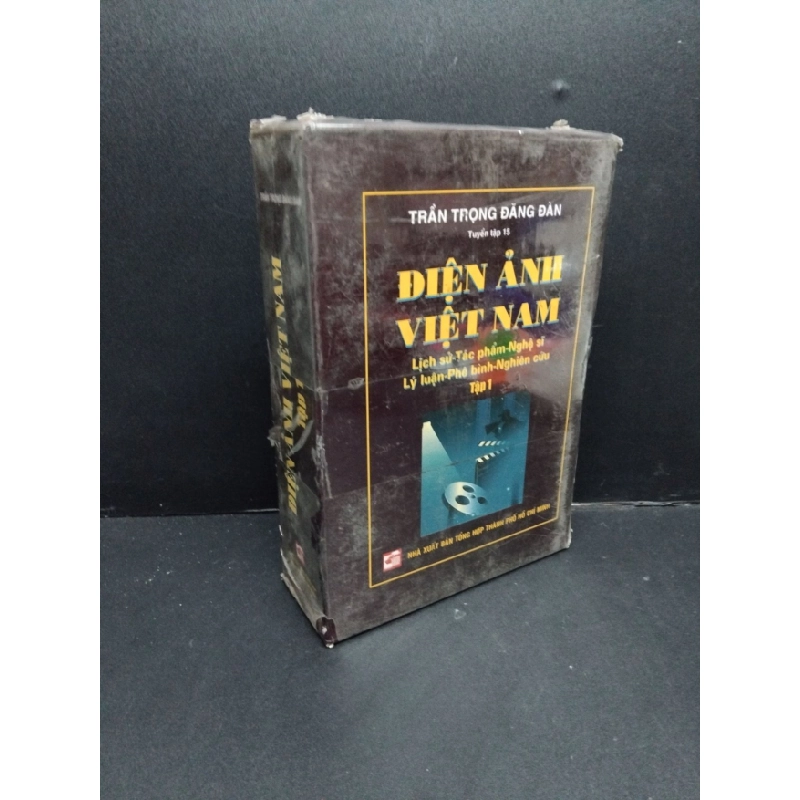 TRẦN TRỌNG ĐĂNG ĐÀN
Tuyển tập 15
ĐIỆN ẢNH
VIỆT NAM
Lịch sử-Tác phẩm-Nghệ sĩ
Lý luận-Phê bình-Nghiên cứu
Tập 1
NHÀ XUẤT BẢN TỔNG HỢP THÀNH PHỐ HỒ CHÍ MINH
ĐIỆN ẢNH VIỆT NAM
TẬP 1